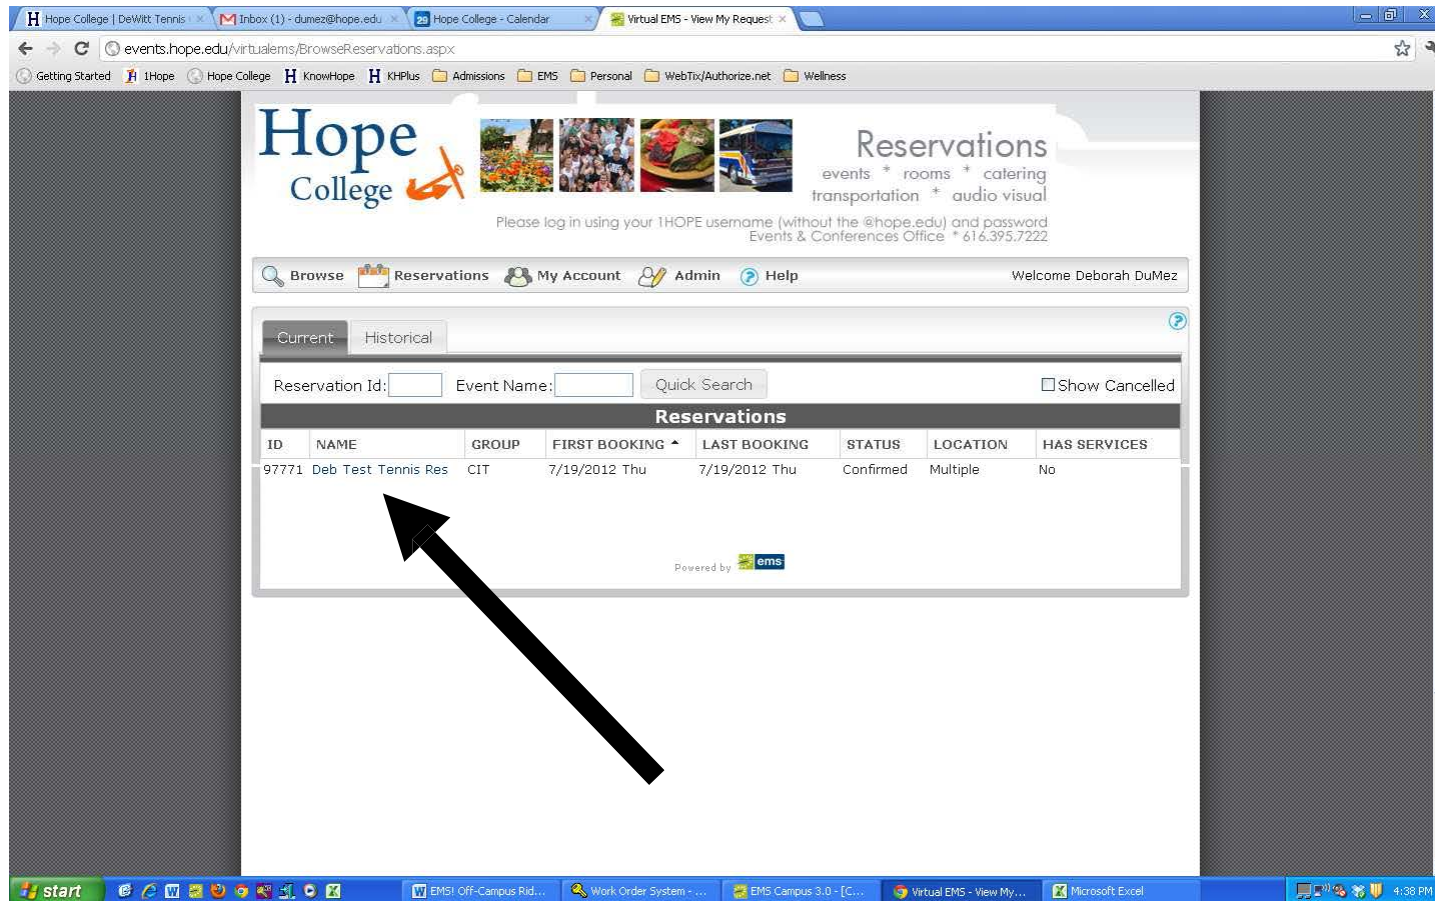 Hope College | DeWitt Tennis
Inbox (1) - dumez@hope.edu
29 Hope College - Calendar
Virtual EMS - View My Request
events.hope.edu/virtualems/BrowseReservations.aspx
Getting Started 1Hope Hope College KnowHope KHPlus Admissions EMS Personal WebTix/Authorize.net Wellness
Hope
College
Reservations
events * rooms * catering
transportation * audio visual
Please log in using your 1HOPE username (without the @hope.edu) and password
Events & Conferences Office * 616.395.7222
Browse Reservations My Account Admin Help Welcome Deborah DuMez
Current Historical
Reservation Id: Event Name: Quick Search Show Cancelled
Reservations
ID NAME GROUP FIRST BOOKING LAST BOOKING STATUS LOCATION HAS SERVICES
97771 Deb Test Tennis Res CIT 7/19/2012 Thu 7/19/2012 Thu Confirmed Multiple No
Powered by ems
start EMS! Off-Campus Rid... Work Order System - ... EMS Campus 3.0 - [C... Virtual EMS - View My... Microsoft Excel 4:38 PM